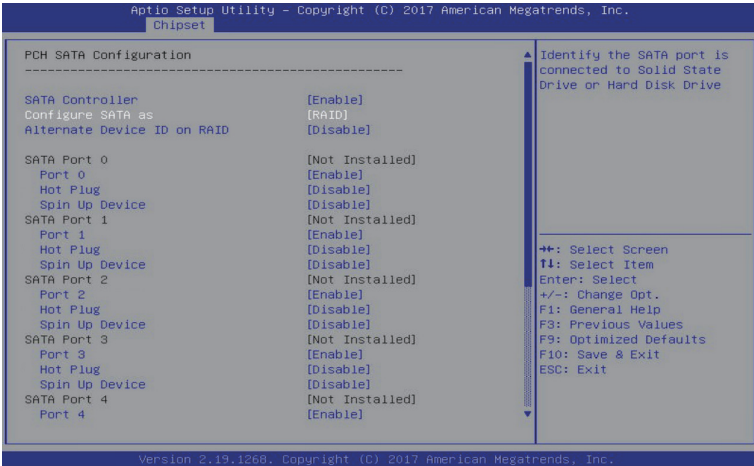 Aptio Setup Utility – Copyright (C) 2017 American Megatrends, Inc.
Chipset
PCH SATA Configuration
------------------------------------------------
SATA Controller [Enable]
Configure SATA as [RAID]
Alternate Device ID on RAID [Disable]
SATA Port 0 [Not Installed]
Port 0 [Enable]
Hot Plug [Disable]
Spin Up Device [Disable]
SATA Port 1 [Not Installed]
Port 1 [Enable]
Hot Plug [Disable]
Spin Up Device [Disable]
SATA Port 2 [Not Installed]
Port 2 [Enable]
Hot Plug [Disable]
Spin Up Device [Disable]
SATA Port 3 [Not Installed]
Port 3 [Enable]
Hot Plug [Disable]
Spin Up Device [Disable]
SATA Port 4 [Not Installed]
Port 4 [Enable]
Identify the SATA port is
connected to Solid State
Drive or Hard Disk Drive
→←: Select Screen
↑↓: Select Item
Enter: Select
+/-: Change Opt.
F1: General Help
F3: Previous Values
F9: Optimized Defaults
F10: Save & Exit
ESC: Exit
Version 2.19.1268. Copyright (C) 2017 American Megatrends, Inc.